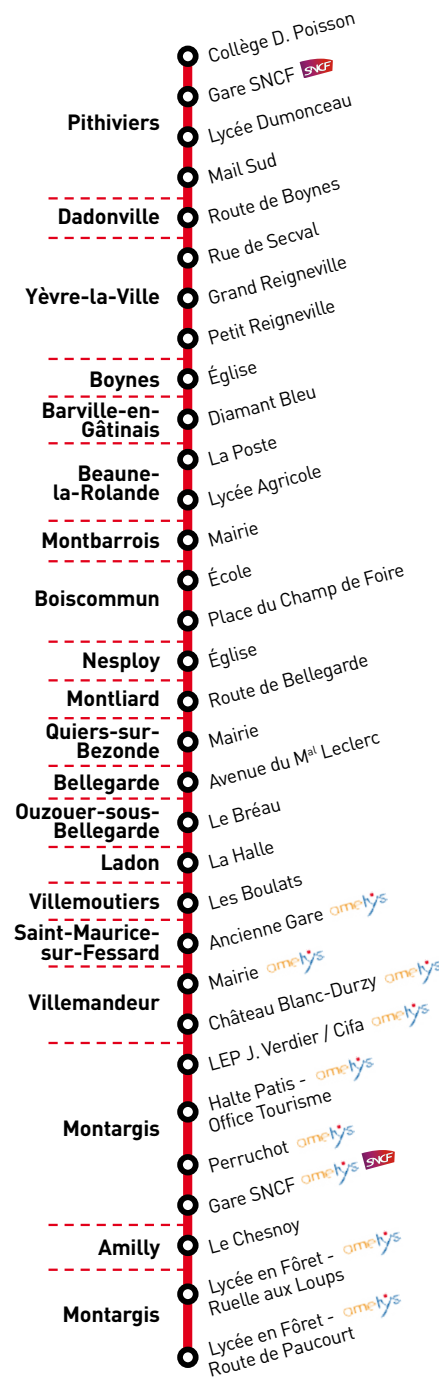 Collège D. Poisson
Gare SNCF SNCF
Pithiviers
Lycée Dumonceau
Mail Sud
Dadonville
Route de Boynes
Rue de Secval
Yèvre-la-Ville
Grand Reigneville
Petit Reigneville
Boynes
Église
Barville-en-
Gâtinais
Diamant Bleu
La Poste
Beaune-
la-Rolande
Lycée Agricole
Montbarrois
Mairie
École
Boiscommun
Place du Champ de Foire
Nesploy
Église
Montliard
Route de Bellegarde
Quiers-sur-
Bezonde
Mairie
Bellegarde
Avenue du Mal Leclerc
Ouzouer-sous-
Bellegarde
Le Bréau
Ladon
La Halle
Villemoutiers
Les Boulats
Saint-Maurice-
sur-Fessard
Ancienne Gare amelys
Mairie amelys
Villemandeur
Château Blanc-Durzy amelys
LEP J. Verdier / Cifa amelys
Halte Patis - amelys
Office Tourisme
Montargis
Perruchot amelys
Gare SNCF amelys SNCF
Amilly
Le Chesnoy
Lycée en Fôret - amelys
Ruelle aux Loups
Montargis
Lycée en Fôret - amelys
Route de Paucourt